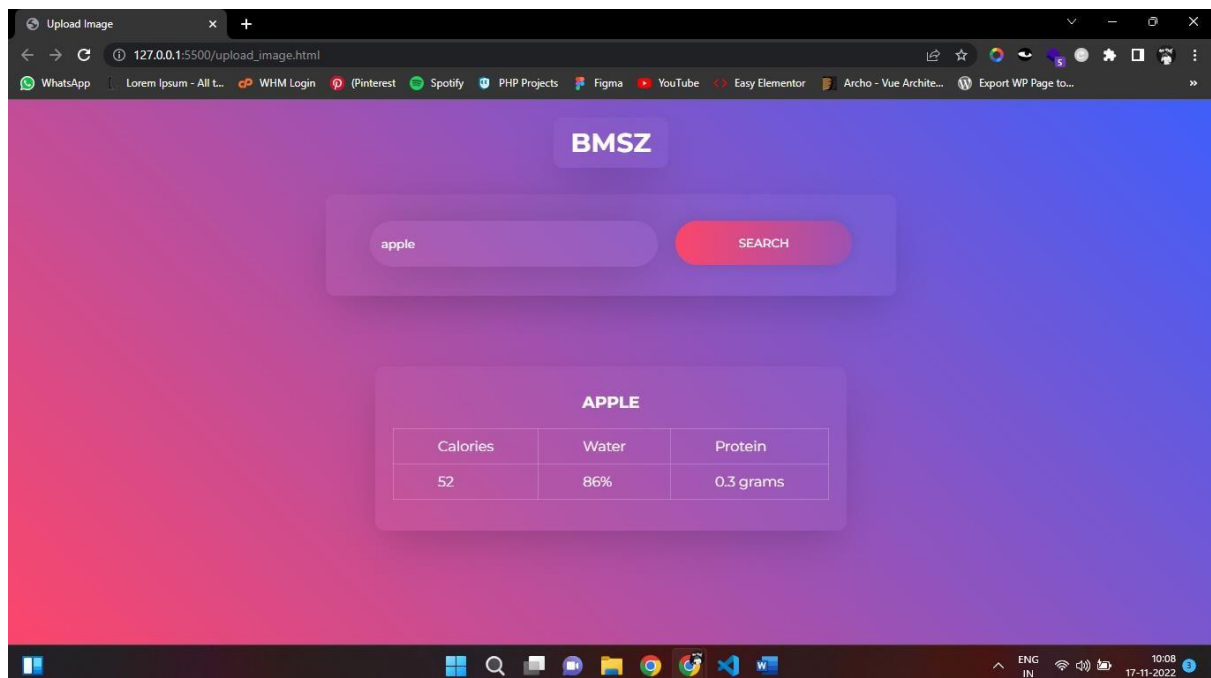 Upload Image
127.0.0.1:5500/upload_image.html
WhatsApp Lorem Ipsum - All t... cP WHM Login (Pinterest Spotify PHP Projects Figma YouTube Easy Elementor Archo - Vue Archite... Export WP Page to... »
BMSZ
apple SEARCH
APPLE
Calories Water Protein
52 86% 0.3 grams
ENG 10:08
IN 17-11-2022 3